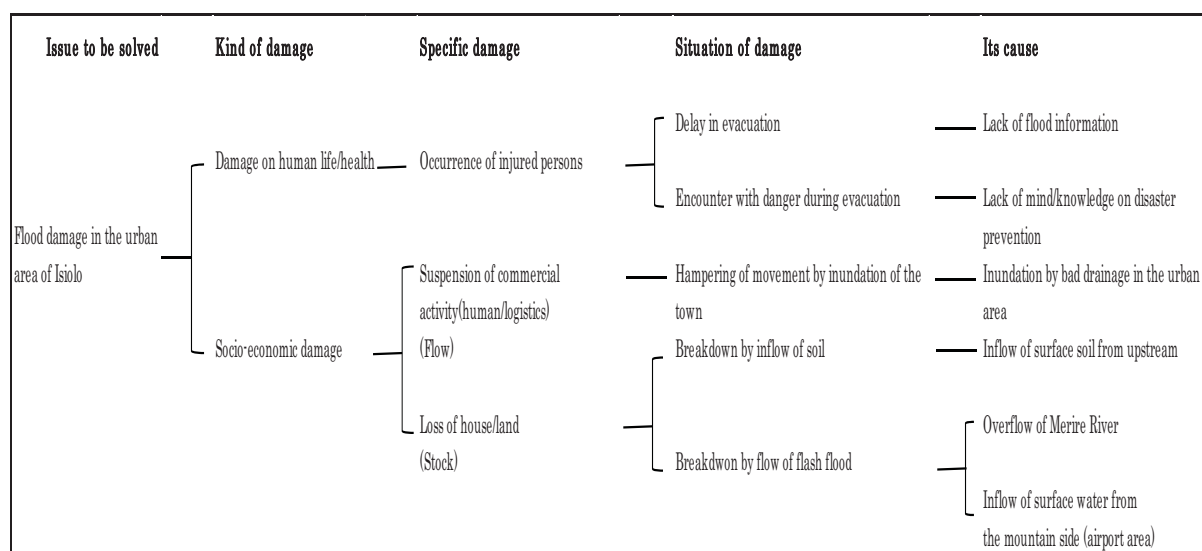 Issue to be solved
Kind of damage
Specific damage
Situation of damage
Its cause
Delay in evacuation
Lack of flood information
Damage on human life/health
Occurrence of injured persons
Encounter with danger during evacuation
Lack of mind/knowledge on disaster
prevention
Flood damage in the urban
area of Isiolo
Suspension of commercial
activity(human/logistics)
(Flow)
Hampering of movement by inundation of the
town
Inundation by bad drainage in the urban
area
Socio-economic damage
Breakdown by inflow of soil
Inflow of surface soil from upstream
Loss of house/land
(Stock)
Overflow of Merire River
Breakdwon by flow of flash flood
Inflow of surface water from
the mountain side (airport area)